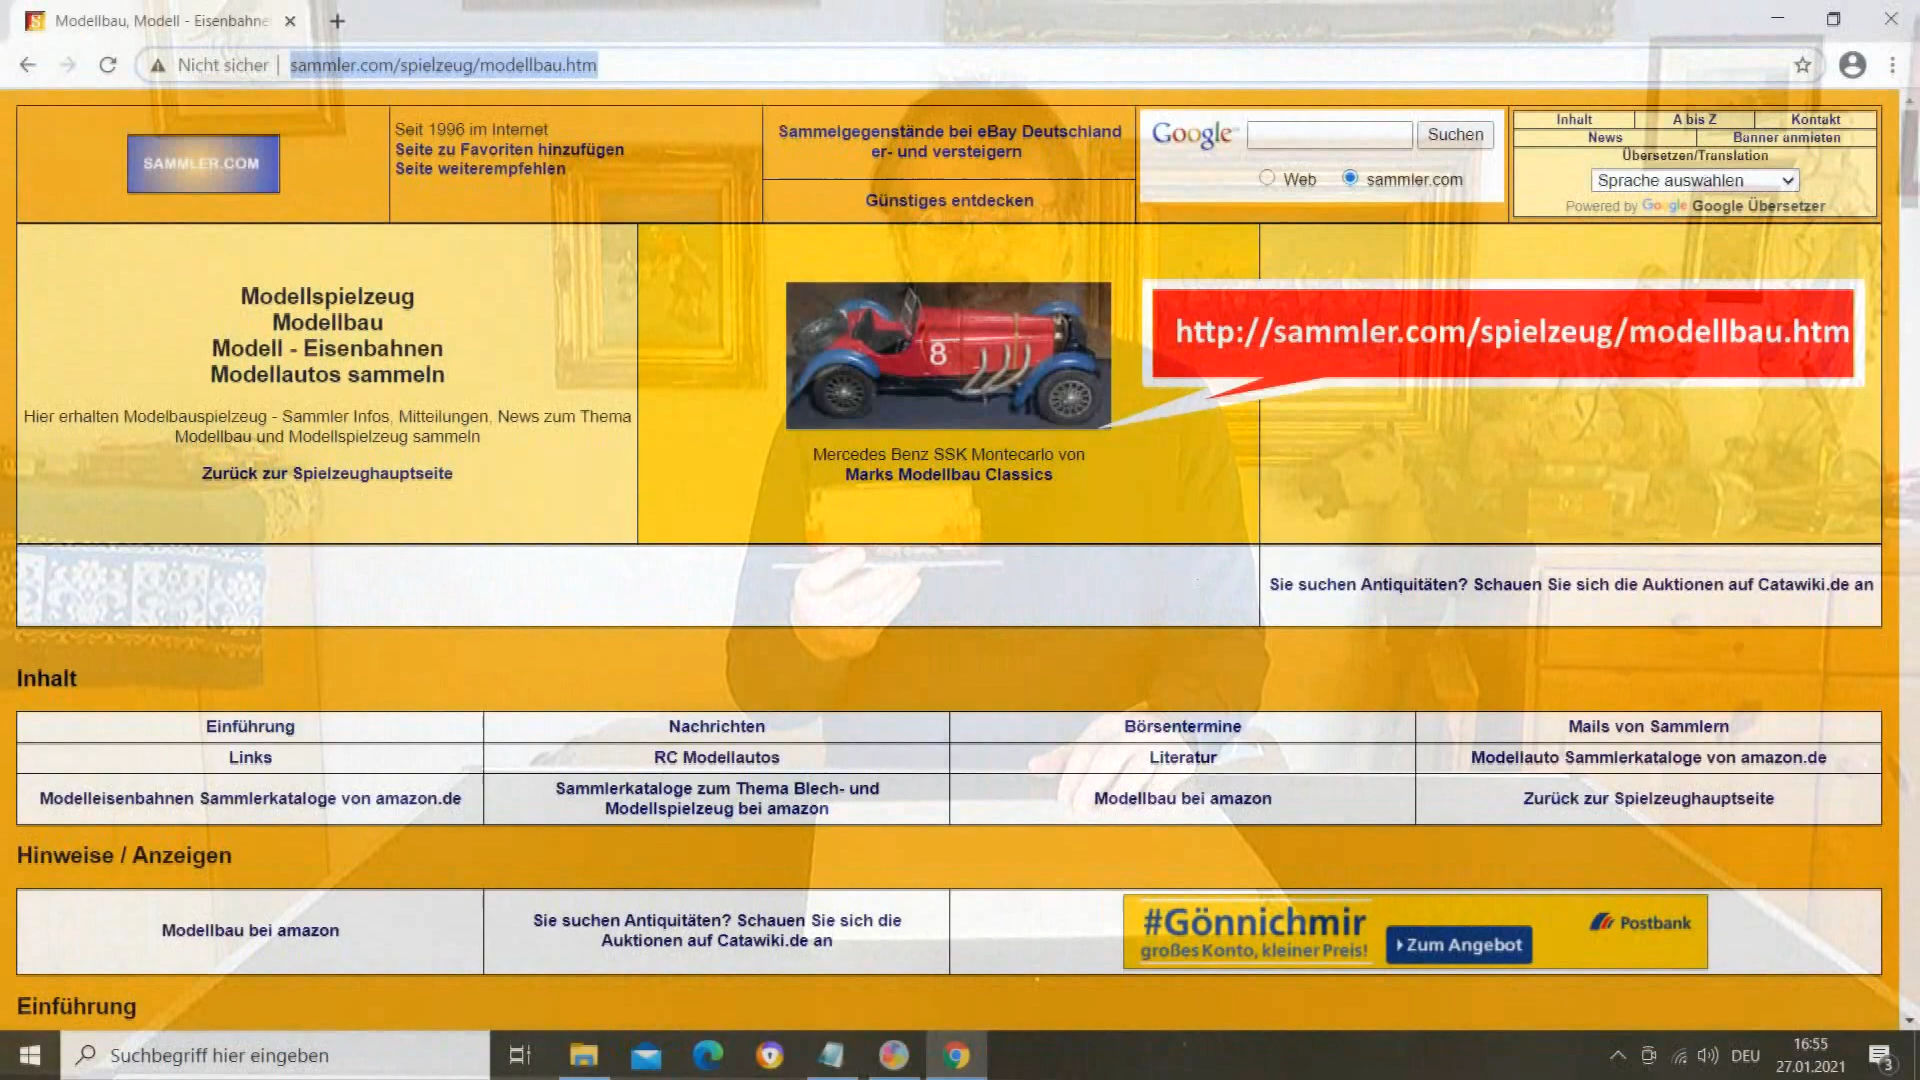 Modellbau, Modell - Eisenbahne
Nicht sicher | sammler.com/spielzeug/modellbau.htm
SAMMLER.COM
Seit 1996 im Internet
Seite zu Favoriten hinzufügen
Seite weiterempfehlen
Sammelgegenstände bei eBay Deutschland
er- und versteigern
Günstiges entdecken
Google
Suchen
Web
sammler.com
Inhalt
A bis Z
Kontakt
News
Banner anmieten
Übersetzen/Translation
Sprache auswahlen
Powered by Google Google Übersetzer
Modellspielzeug
Modellbau
Modell - Eisenbahnen
Modellautos sammeln
Hier erhalten Modelbauspielzeug - Sammler Infos, Mitteilungen, News zum Thema
Modellbau und Modellspielzeug sammeln
Zurück zur Spielzeughauptseite
8
Mercedes Benz SSK Montecarlo von
Marks Modellbau Classics
http://sammler.com/spielzeug/modellbau.htm
Sie suchen Antiquitäten? Schauen Sie sich die Auktionen auf Catawiki.de an
Inhalt
Einführung
Nachrichten
Börsentermine
Mails von Sammlern
Links
RC Modellautos
Literatur
Modellauto Sammlerkataloge von amazon.de
Modelleisenbahnen Sammlerkataloge von amazon.de
Sammlerkataloge zum Thema Blech- und
Modellspielzeug bei amazon
Modellbau bei amazon
Zurück zur Spielzeughauptseite
Hinweise / Anzeigen
Modellbau bei amazon
Sie suchen Antiquitäten? Schauen Sie sich die
Auktionen auf Catawiki.de an
#Gönnichmir
großes Konto, kleiner Preis!
Zum Angebot
Postbank
Einführung
Suchbegriff hier eingeben
DEU
16:55
27.01.2021
3